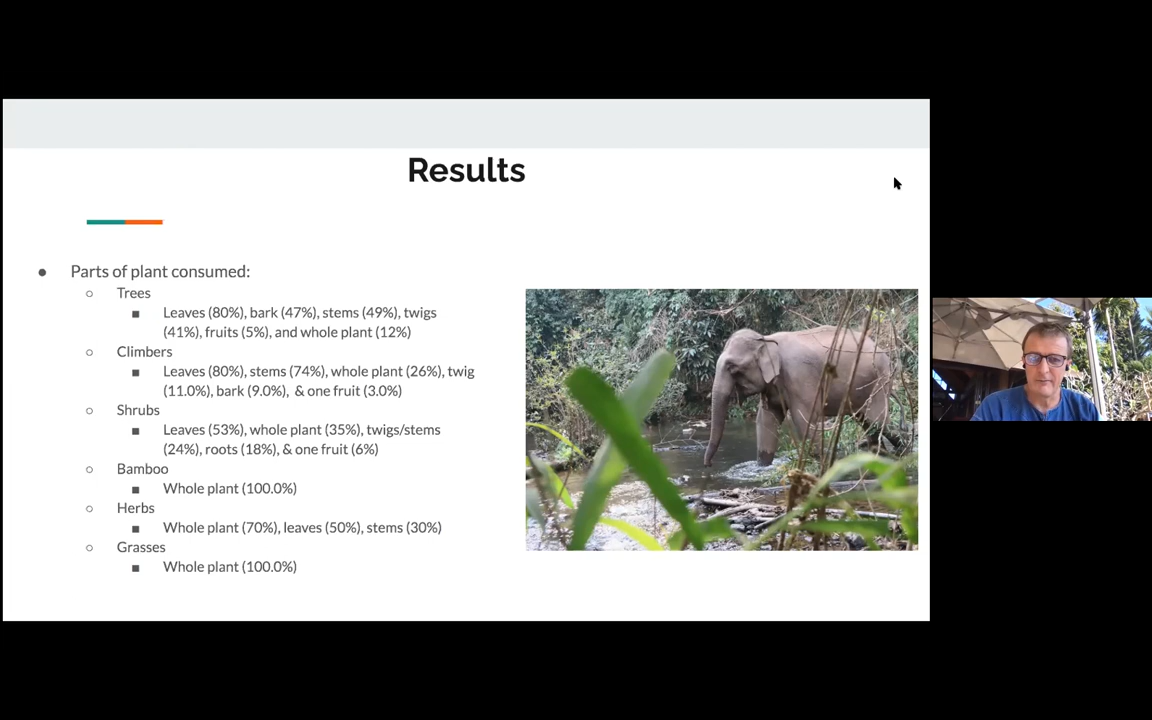 Results
Parts of plant consumed:
Trees
Leaves (80%), bark (47%), stems (49%), twigs
(41%), fruits (5%), and whole plant (12%)
Climbers
Leaves (80%), stems (74%), whole plant (26%), twig
(11.0%), bark (9.0%), & one fruit (3.0%)
Shrubs
Leaves (53%), whole plant (35%), twigs/stems
(24%), roots (18%), & one fruit (6%)
Bamboo
Whole plant (100.0%)
Herbs
Whole plant (70%), leaves (50%), stems (30%)
Grasses
Whole plant (100.0%)